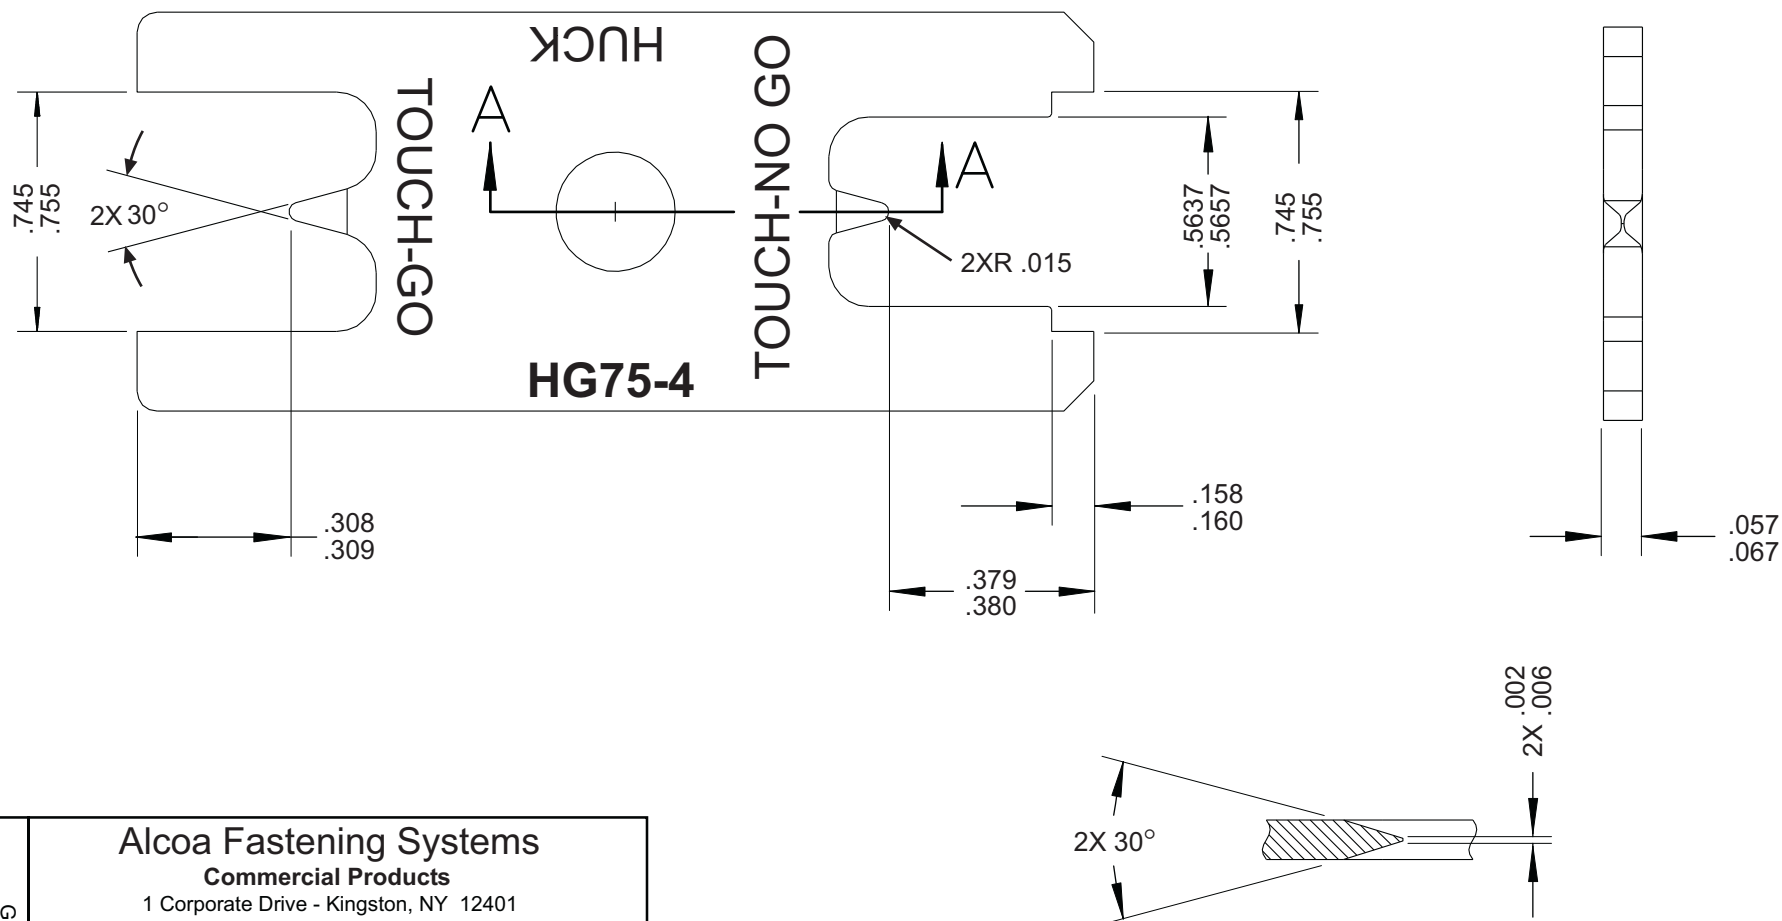 HUCK
TOUCH-GO
A
TOUCH-NO GO
A
.745
.755
2X 30°
2XR .015
.5637
.5657
.745
.755
HG75-4
.308
.309
.158
.160
.379
.380
.057
.067
2X .002
.006
2X 30°
Alcoa Fastening Systems
Commercial Products
1 Corporate Drive - Kingston, NY 12401
G